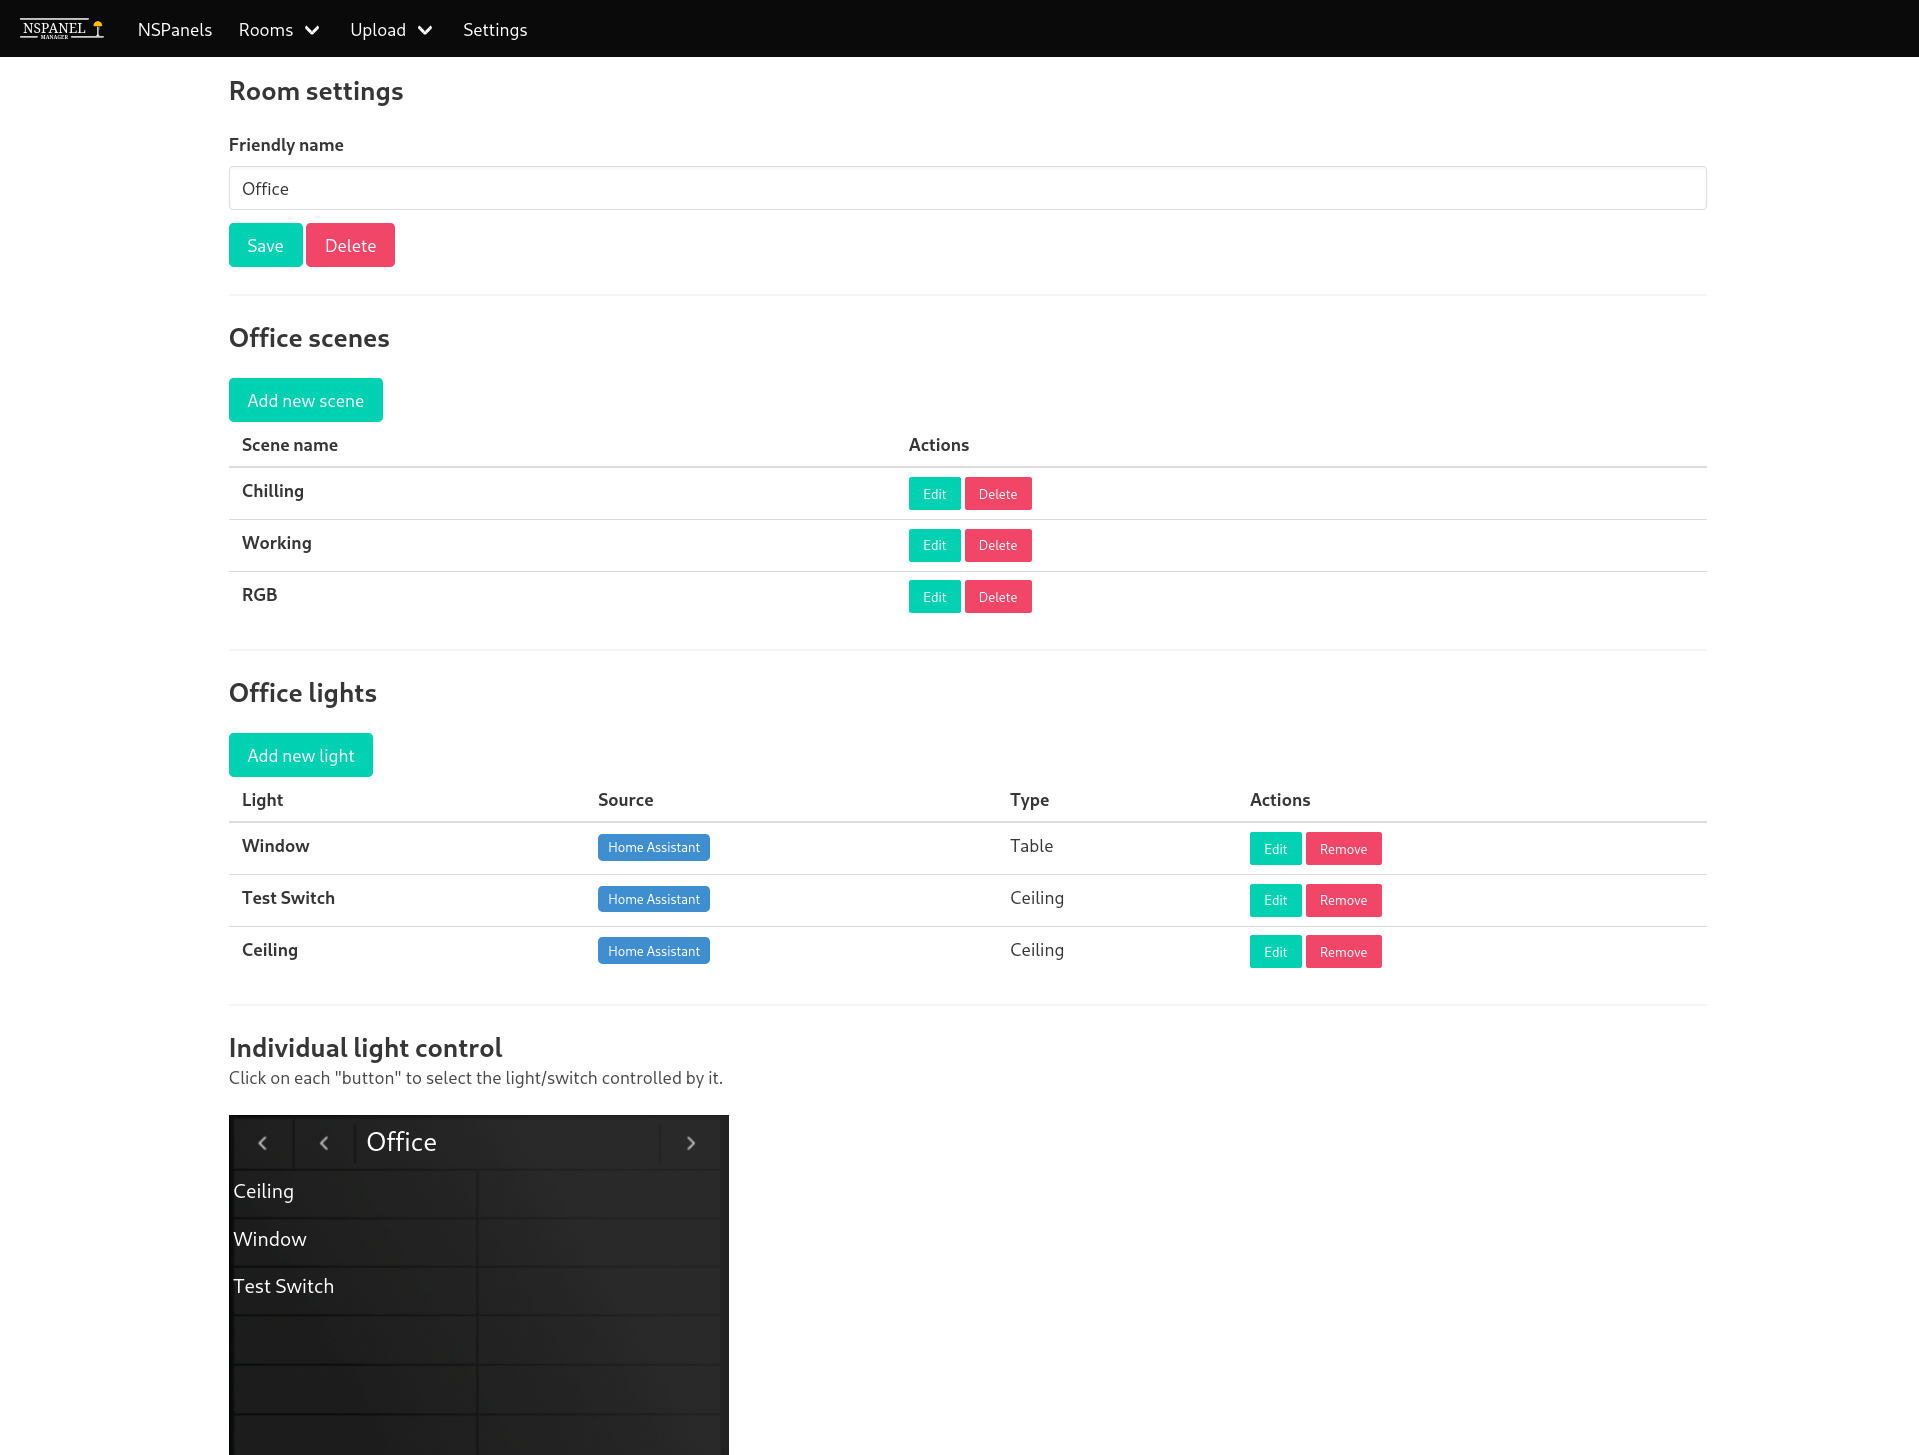 NSPANEL
MANAGER
NSPanels
Rooms
Upload
Settings
Room settings
Friendly name
Office
Save Delete
Office scenes
Add new scene
Scene name Actions
Chilling Edit Delete
Working Edit Delete
RGB Edit Delete
Office lights
Add new light
Light Source Type Actions
Window Home Assistant Table Edit Remove
Test Switch Home Assistant Ceiling Edit Remove
Ceiling Home Assistant Ceiling Edit Remove
Individual light control
Click on each "button" to select the light/switch controlled by it.
Office
Ceiling
Window
Test Switch